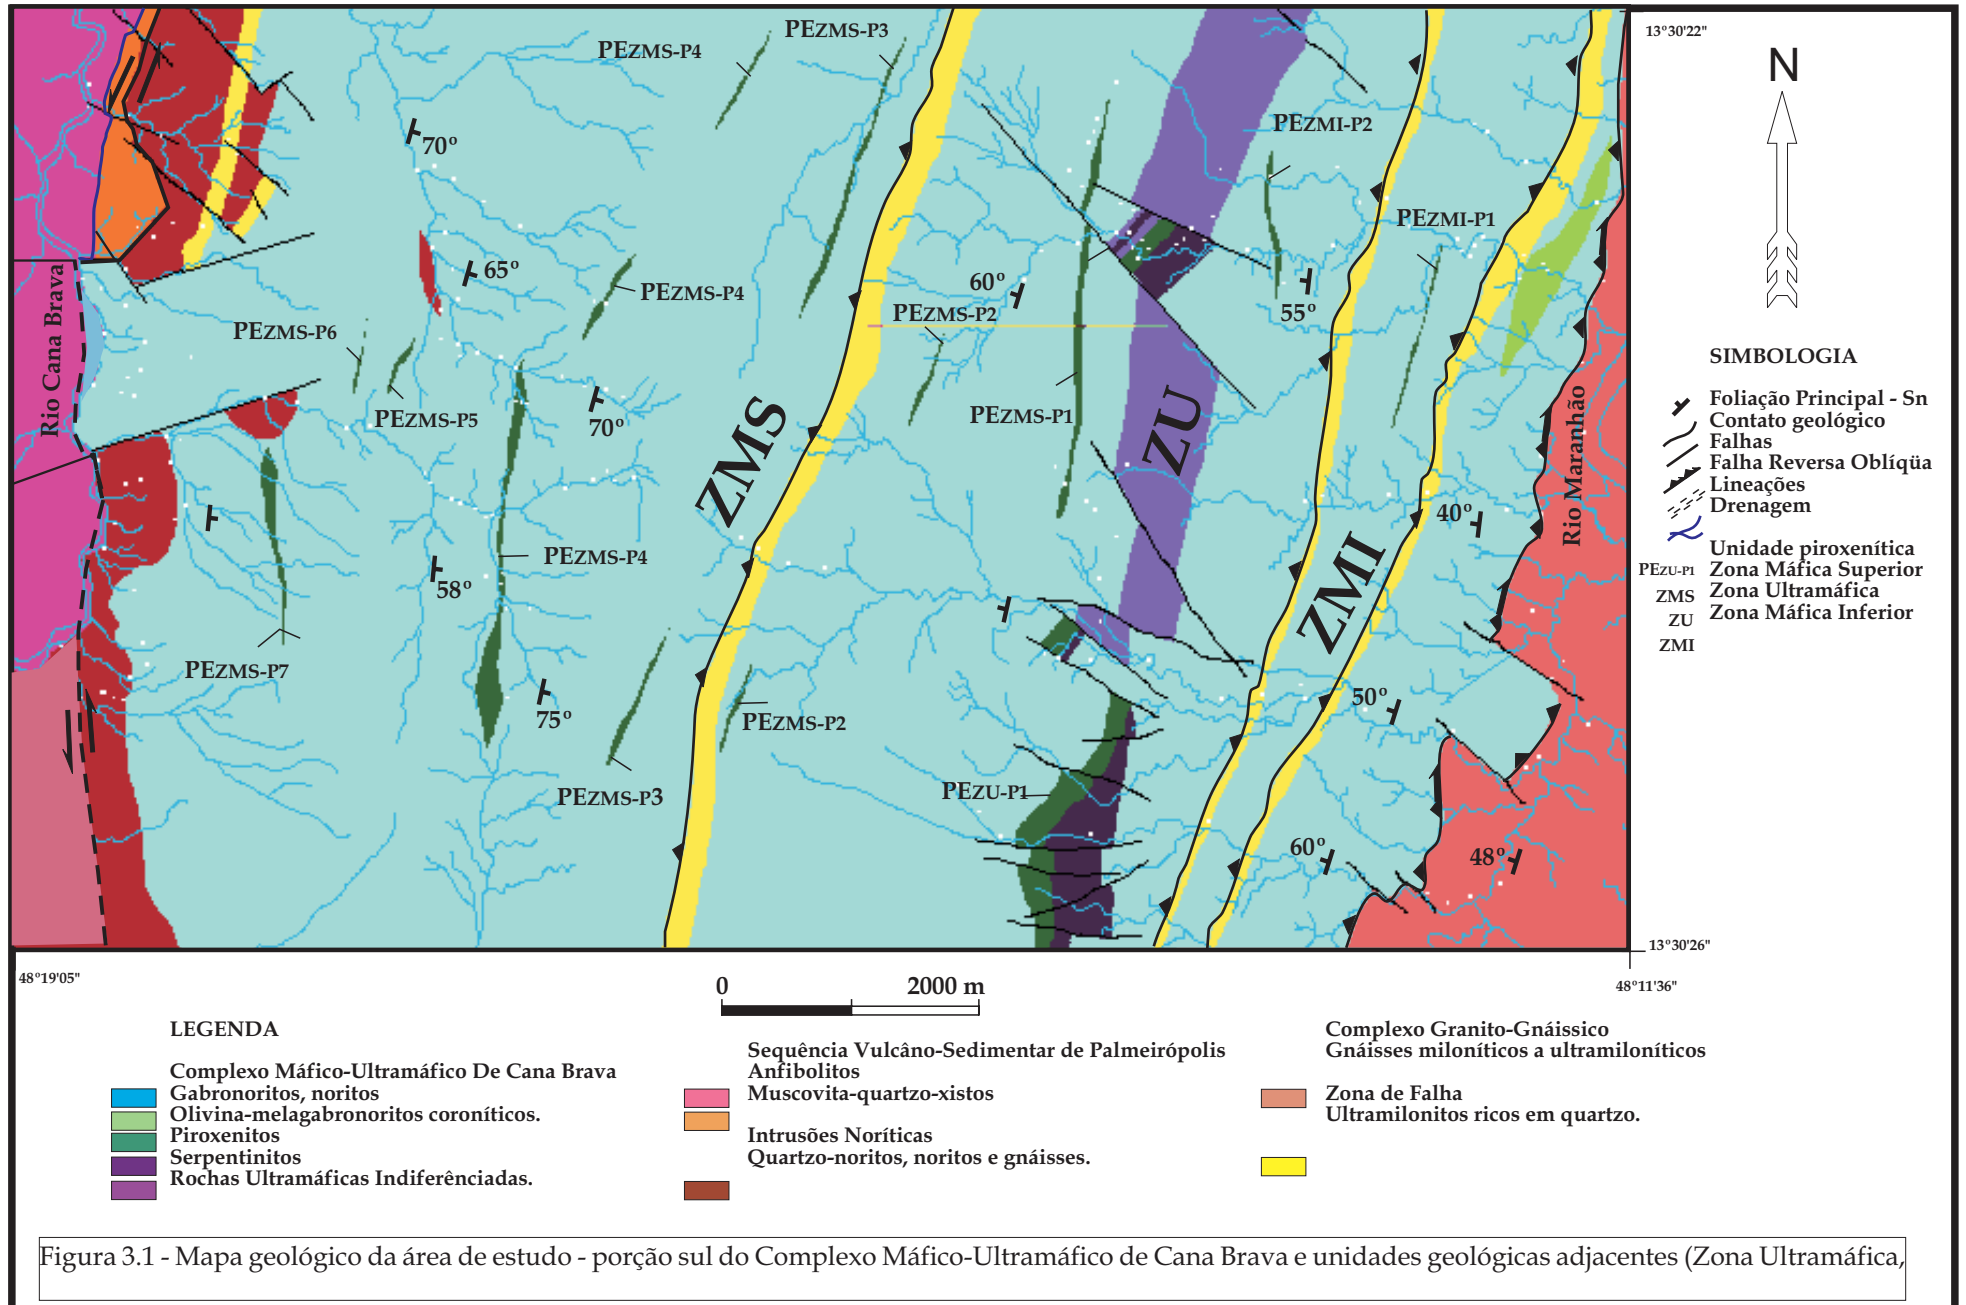 PEZMS-P4
PEZMS-P3
13°30'22"
N
PEZMI-P2
70°
PEZMI-P1
65°
PEZMS-P4
60°
55°
Rio Cana Brava
PEZMS-P6
PEZMS-P2
PEZMS-P5
70°
PEZMS-P1
ZMS
ZU
Rio Maranhão
40°
PEZMS-P4
58°
ZMI
PEZMS-P7
75°
PEZMS-P2
50°
PEZMS-P3
PEZU-P1
60°
48°
SIMBOLOGIA
Foliação Principal - Sn
Contato geológico
Falhas
Falha Reversa Oblíqüa
Lineações
Drenagem
Unidade piroxenítica
PEZU-P1 Zona Máfica Superior
ZMS Zona Ultramáfica
ZU Zona Máfica Inferior
ZMI
13°30'26"
48°19'05"
48°11'36"
0 2000 m
LEGENDA
Complexo Máfico-Ultramáfico De Cana Brava
Gabronoritos, noritos
Olivina-melagabronoritos coroníticos.
Piroxenitos
Serpentinitos
Rochas Ultramáficas Indiferênciadas.
Sequência Vulcâno-Sedimentar de Palmeirópolis
Anfibolitos
Muscovita-quartzo-xistos
Intrusões Noríticas
Quartzo-noritos, noritos e gnáisses.
Complexo Granito-Gnáissico
Gnáisses miloníticos a ultramiloníticos
Zona de Falha
Ultramilonitos ricos em quartzo.
Figura 3.1 - Mapa geológico da área de estudo - porção sul do Complexo Máfico-Ultramáfico de Cana Brava e unidades geológicas adjacentes (Zona Ultramáfica,